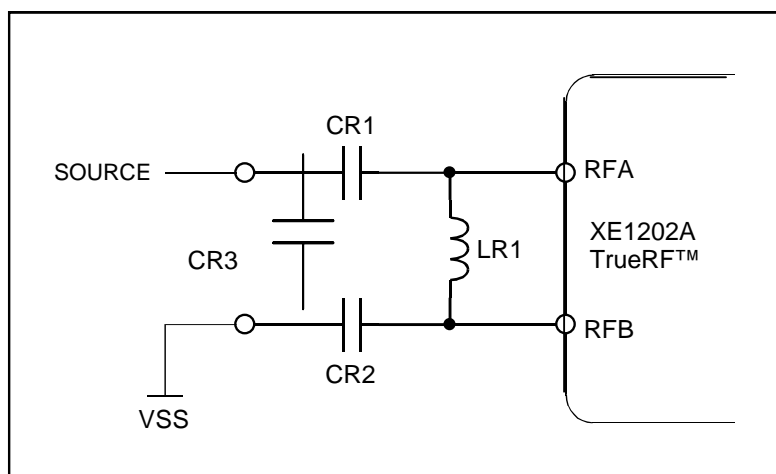 CR1
SOURCE
RFA
CR3
LR1
XE1202A
TrueRF™
RFB
CR2
VSS